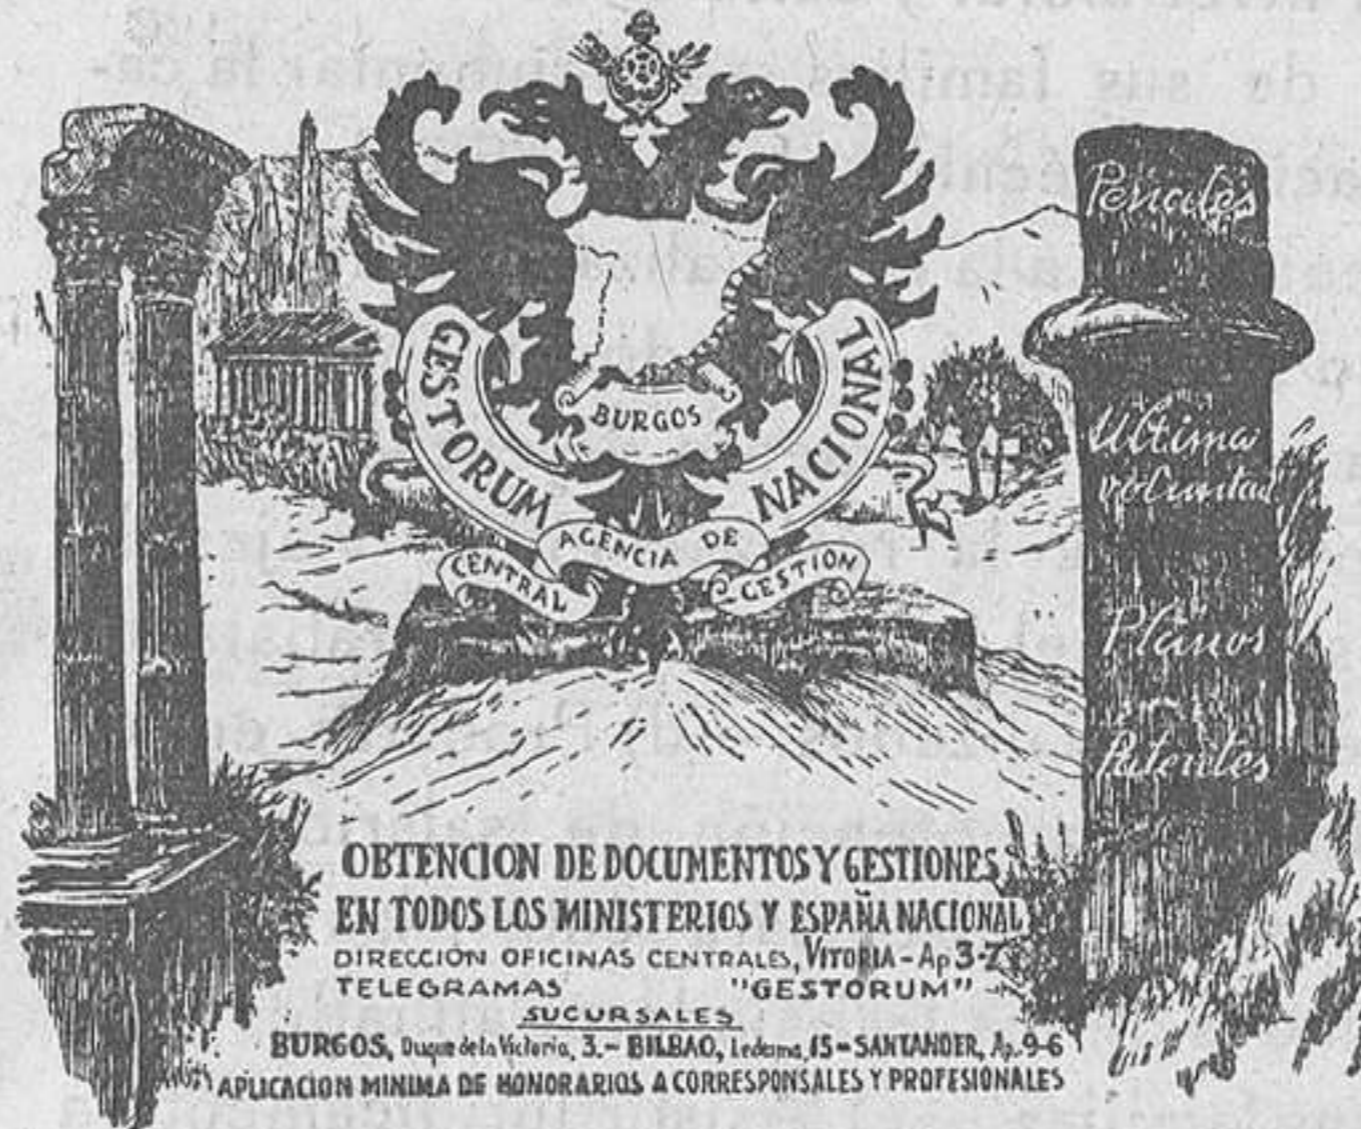 GESTORUM NACIONAL
BURGOS
CENTRAL AGENCIA DE GESTION
Penales
Ultima
voluntad
Planos
Patentes
OBTENCION DE DOCUMENTOS Y GESTIONES
EN TODOS LOS MINISTERIOS Y ESPAÑA NACIONAL
DIRECCION OFICINAS CENTRALES, VITORIA - Ap 3-Z
TELEGRAMAS "GESTORUM"
SUCURSALES
BURGOS, Duque de la Victoria, 3. - BILBAO, Ledesma, 15 - SANTANDER, Ap. 9-6
APLICACION MINIMA DE HONORARIOS A CORRESPONSALES Y PROFESIONALES